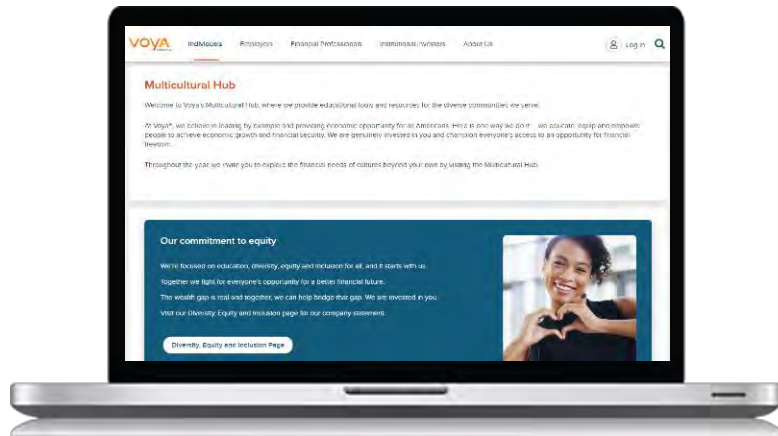 VOYA
Individuals Employers Financial Professionals Institutional Investors About Us Log in
Multicultural Hub
Welcome to Voya's Multicultural Hub, where we provide educational tools and resources for the diverse communities we serve.
At Voya®, we believe in leading by example and providing economic opportunity for all Americans. Here is one way we do it – we educate, equip and empower
people to achieve economic growth and financial security. We are genuinely invested in you and champion everyone's access to an opportunity for financial
freedom.
Throughout the year we invite you to explore the financial needs of cultures beyond your own by visiting the Multicultural Hub.
Our commitment to equity
We're focused on education, diversity, equity and inclusion for all, and it starts with us.
Together we fight for everyone's opportunity for a better financial future.
The wealth gap is real and together, we can help bridge that gap. We are invested in you.
Visit our Diversity, Equity and Inclusion page for our company statement.
Diversity, Equity and Inclusion Page